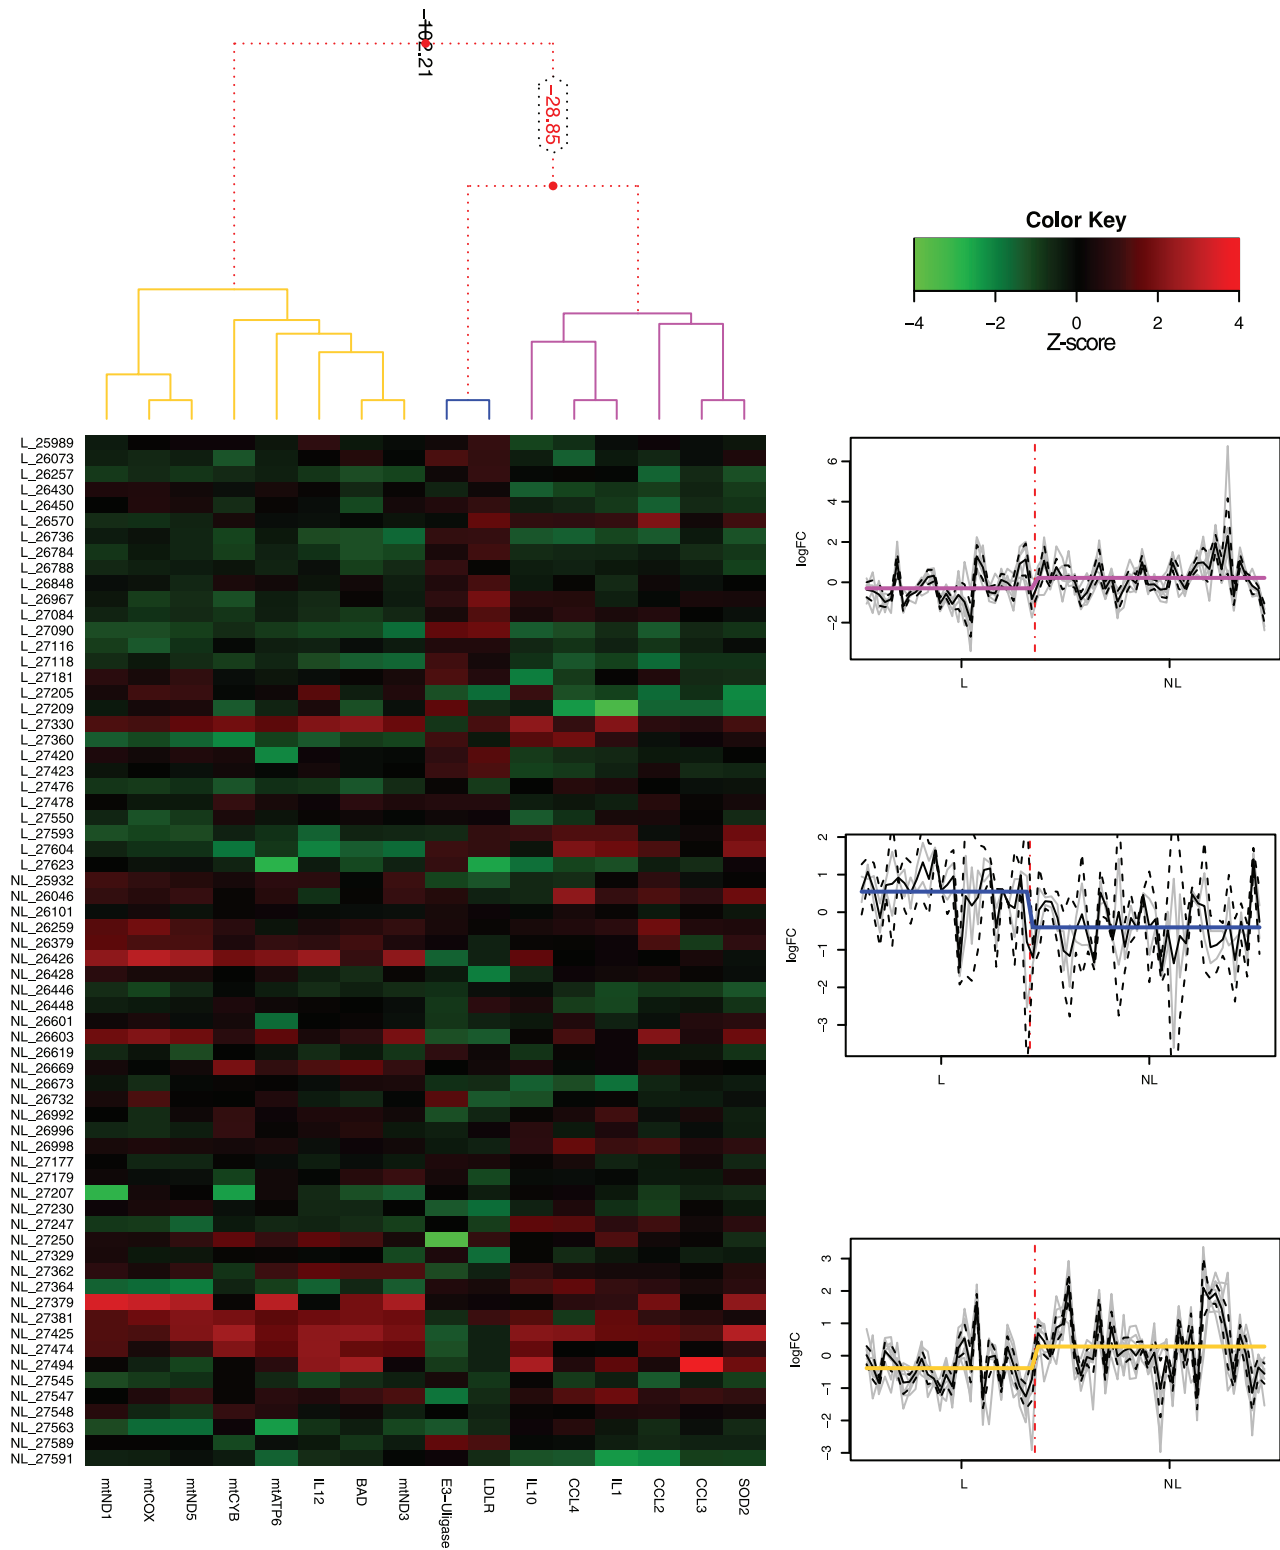 −102.21
−28.85
Color Key
−4 −2 0 2 4
Z-score
L_25989
L_26073
L_26257
L_26430
L_26450
L_26570
L_26736
L_26784
L_26788
L_26848
L_26967
L_27084
L_27090
L_27116
L_27118
L_27181
L_27205
L_27209
L_27330
L_27360
L_27420
L_27423
L_27476
L_27478
L_27550
L_27593
L_27604
L_27623
NL_25932
NL_26046
NL_26101
NL_26259
NL_26379
NL_26426
NL_26428
NL_26446
NL_26448
NL_26601
NL_26603
NL_26619
NL_26669
NL_26673
NL_26732
NL_26992
NL_26996
NL_26998
NL_27177
NL_27179
NL_27207
NL_27230
NL_27247
NL_27250
NL_27329
NL_27362
NL_27364
NL_27379
NL_27381
NL_27425
NL_27474
NL_27494
NL_27545
NL_27547
NL_27548
NL_27563
NL_27589
NL_27591
mtND1
mtCOX
mtND5
mtCYB
mtATP6
IL12
BAD
mtND3
E3−Uligase
LDLR
IL10
CCL4
IL1
CCL2
CCL3
SOD2
logFC
6
4
2
0
−2
L NL
logFC
2
1
0
−1
−2
−3
L NL
logFC
3
2
1
0
−1
−2
−3
L NL